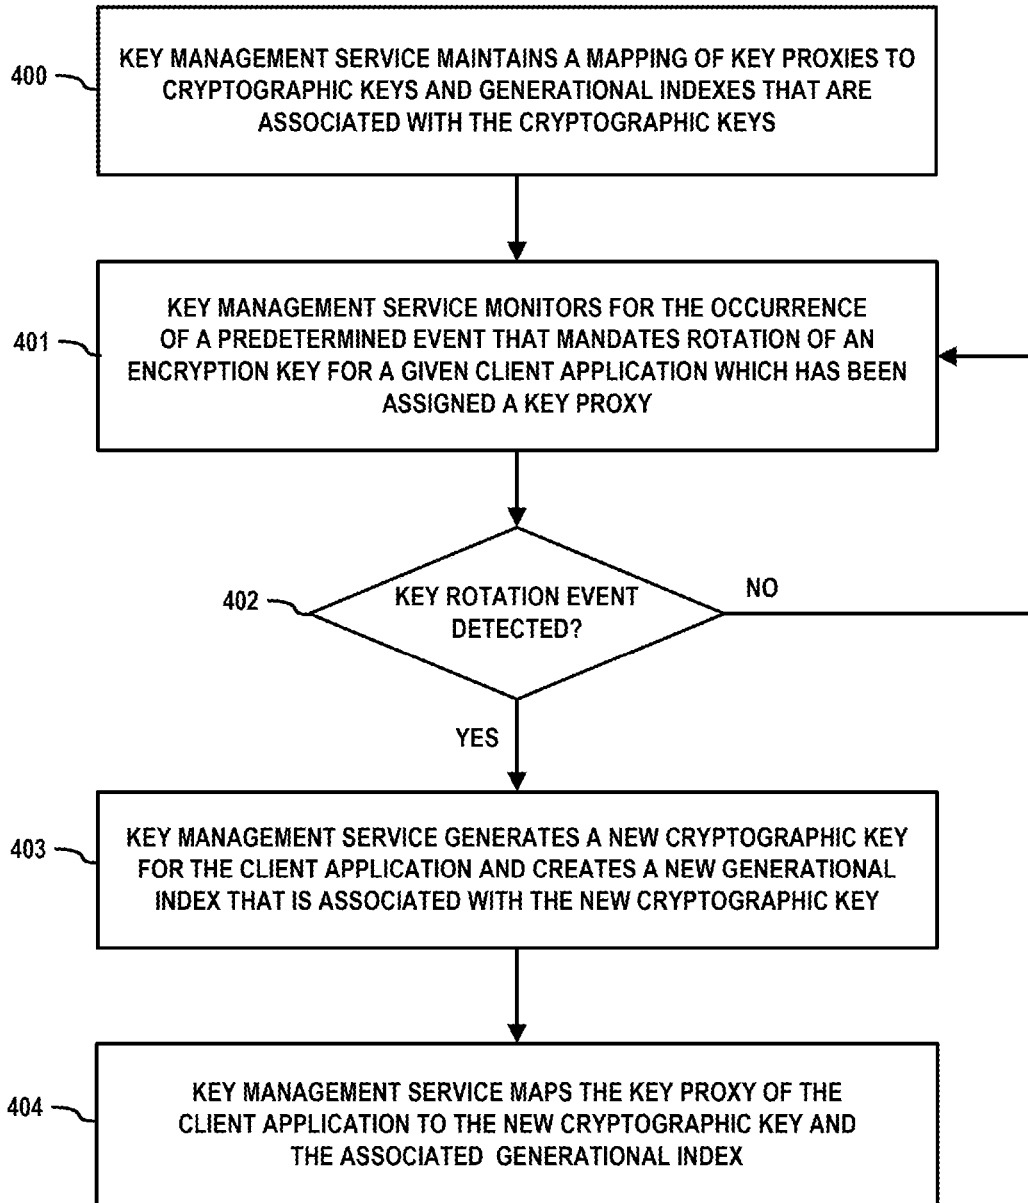 400
KEY MANAGEMENT SERVICE MAINTAINS A MAPPING OF KEY PROXIES TO
CRYPTOGRAPHIC KEYS AND GENERATIONAL INDEXES THAT ARE
ASSOCIATED WITH THE CRYPTOGRAPHIC KEYS
401
KEY MANAGEMENT SERVICE MONITORS FOR THE OCCURRENCE
OF A PREDETERMINED EVENT THAT MANDATES ROTATION OF AN
ENCRYPTION KEY FOR A GIVEN CLIENT APPLICATION WHICH HAS BEEN
ASSIGNED A KEY PROXY
402
KEY ROTATION EVENT
DETECTED?
NO
YES
403
KEY MANAGEMENT SERVICE GENERATES A NEW CRYPTOGRAPHIC KEY
FOR THE CLIENT APPLICATION AND CREATES A NEW GENERATIONAL
INDEX THAT IS ASSOCIATED WITH THE NEW CRYPTOGRAPHIC KEY
404
KEY MANAGEMENT SERVICE MAPS THE KEY PROXY OF THE
CLIENT APPLICATION TO THE NEW CRYPTOGRAPHIC KEY AND
THE ASSOCIATED GENERATIONAL INDEX